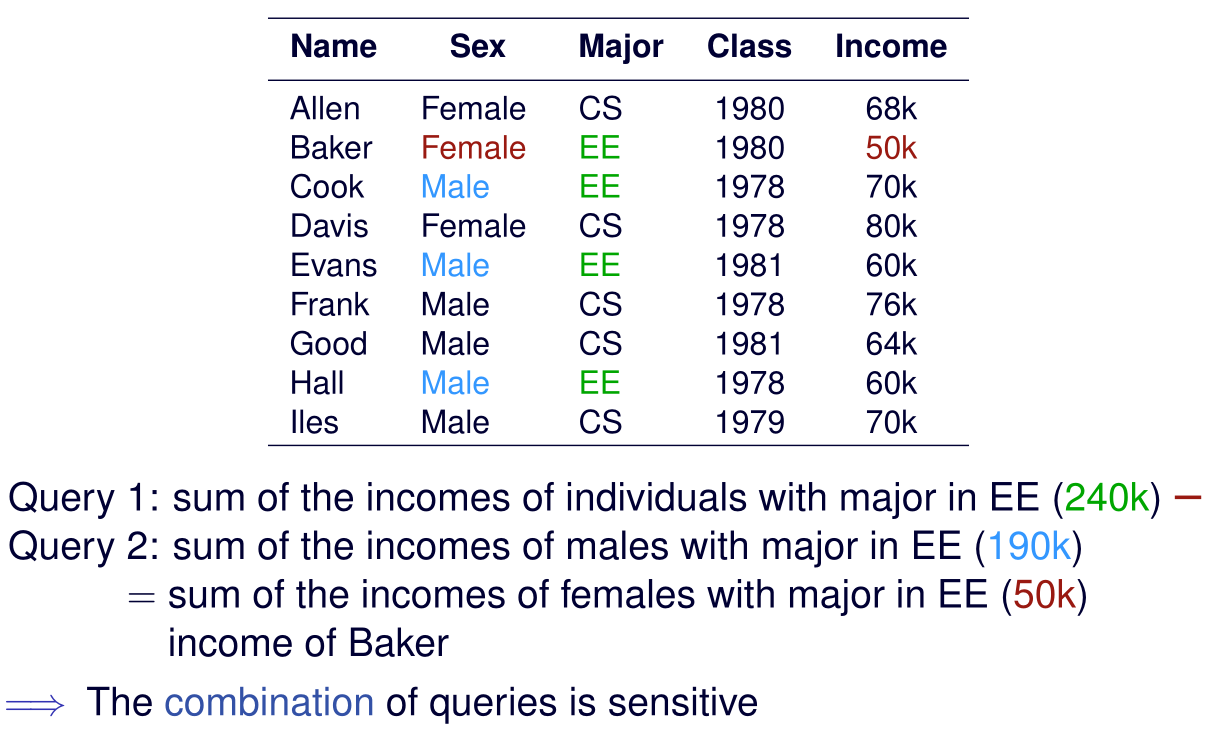 Name Sex Major Class Income
Allen Female CS 1980 68k
Baker Female EE 1980 50k
Cook Male EE 1978 70k
Davis Female CS 1978 80k
Evans Male EE 1981 60k
Frank Male CS 1978 76k
Good Male CS 1981 64k
Hall Male EE 1978 60k
Iles Male CS 1979 70k
Query 1: sum of the incomes of individuals with major in EE (240k) −
Query 2: sum of the incomes of males with major in EE (190k)
= sum of the incomes of females with major in EE (50k)
income of Baker
⟹ The combination of queries is sensitive